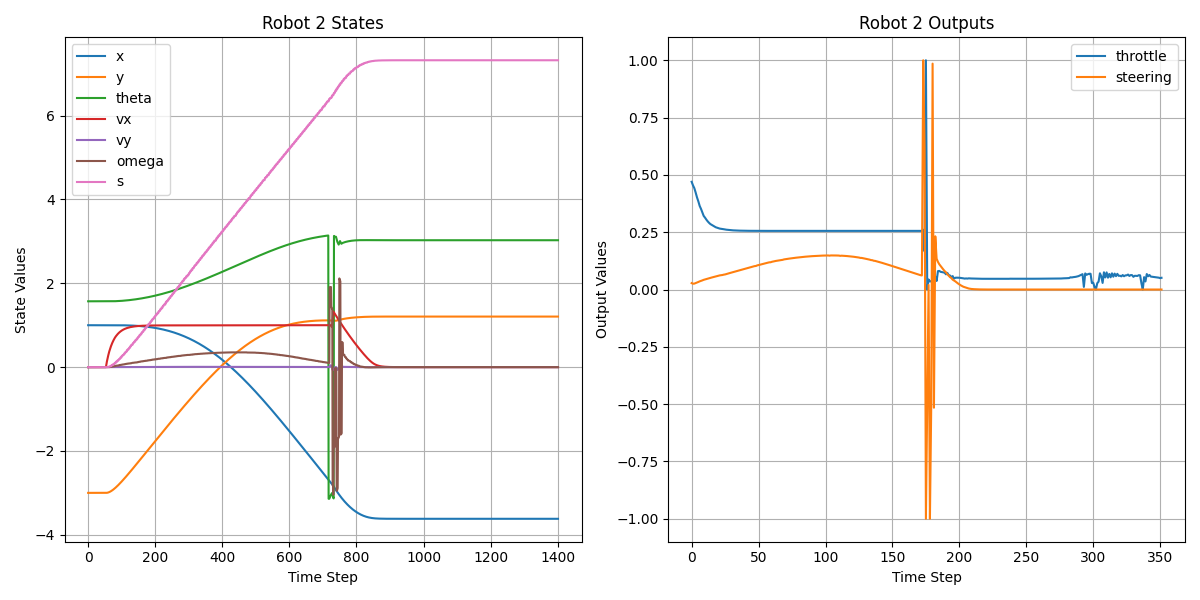 Robot 2 States
State Values
6
4
2
0
−2
−4
x
y
theta
vx
vy
omega
s
0 200 400 600 800 1000 1200 1400
Time Step
Robot 2 Outputs
Output Values
1.00
0.75
0.50
0.25
0.00
−0.25
−0.50
−0.75
−1.00
throttle
steering
0 50 100 150 200 250 300 350
Time Step